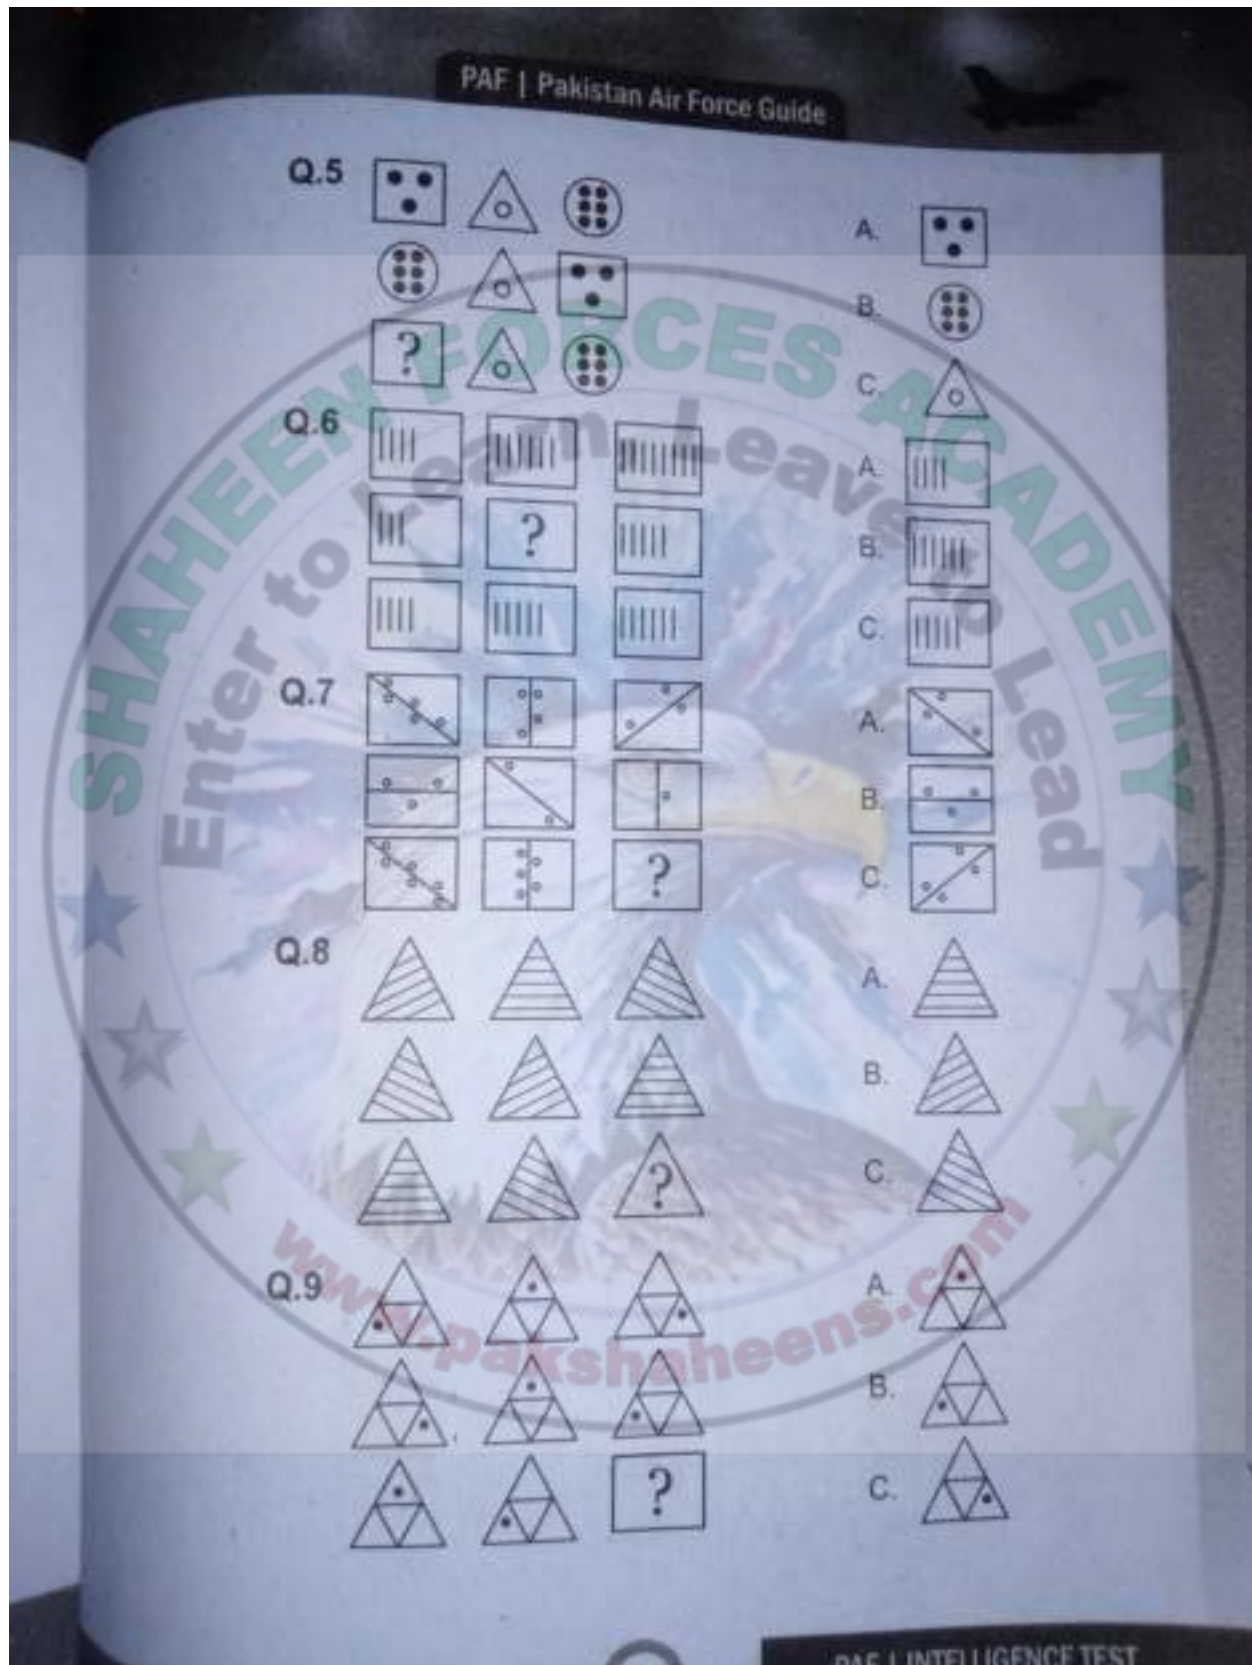 PAF | Pakistan Air Force Guide
Q.5
A.
B.
?
C.
Q.6
A.
?
B.
C.
Q.7
A.
B.
?
C.
Q.8
A.
B.
?
C.
Q.9
A.
B.
?
C.
SHAHEEN FORCES ACADEMY
Enter to Learn Leave to Lead
www.pakshaheens.com
PAF | INTELLIGENCE TEST